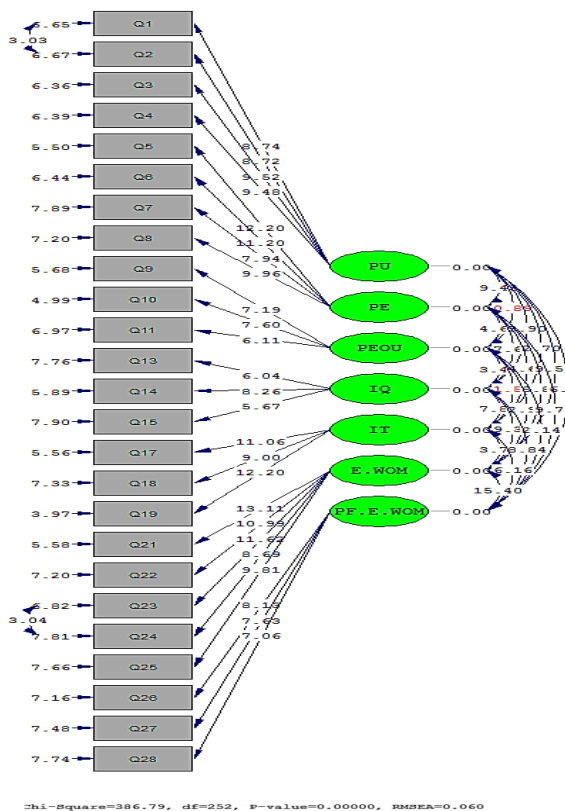 6.65 Q1
3.03
6.67 Q2
6.36 Q3
6.39 Q4
5.50 Q5
6.44 Q6
7.89 Q7
7.20 Q8
5.68 Q9
4.99 Q10
6.97 Q11
7.76 Q13
5.89 Q14
7.90 Q15
5.56 Q17
7.33 Q18
3.97 Q19
5.58 Q21
7.20 Q22
6.82 Q23
3.04
7.81 Q24
7.66 Q25
7.16 Q26
7.48 Q27
7.74 Q28
8.74
8.72
9.52
9.48
12.20
11.20
7.94
9.96
7.19
7.60
6.11
6.04
8.26
5.67
11.06
9.00
12.20
13.11
10.99
11.62
8.69
9.81
8.13
7.63
7.06
PU 0.00
PE 0.00
PEOU 0.00
IQ 0.00
IT 0.00
E.WOM 0.00
PF.E.WOM 0.00
6.16
15.40
Chi-Square=386.79, df=252, P-value=0.00000, RMSEA=0.060